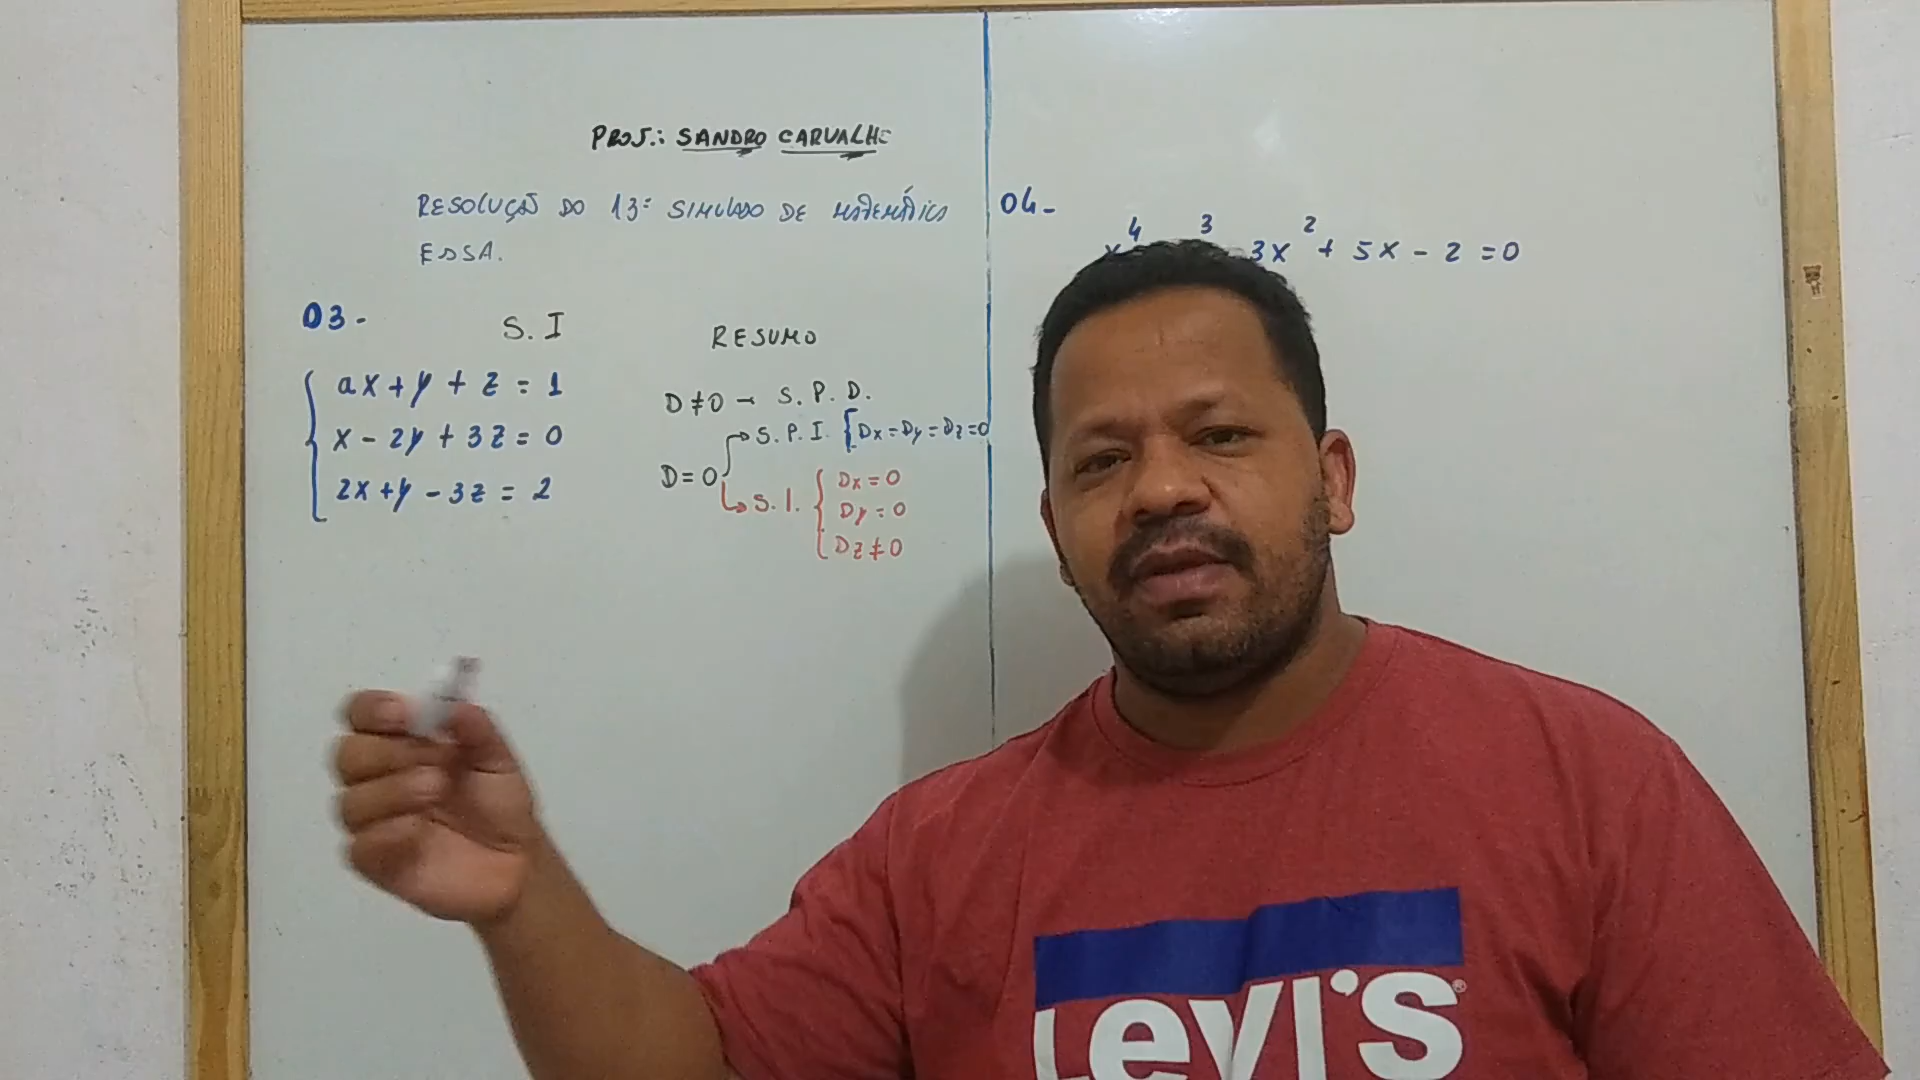 PROF.: SANDRO CARVALHO
RESOLUÇÃO DO 13º SIMULADO DE MATEMÁTICA
ESSA.
03- S. I
ax + y + z = 1
x - 2y + 3z = 0
2x + y - 3z = 2
RESUMO
D ≠ 0 → S. P. D.
S. P. I. { Dx = Dy = Dz = 0
D = 0
S. I. { Dx = 0
Dy = 0
Dz ≠ 0
04-
x⁴ ³ 3x² + 5x - 2 = 0
Levi's®